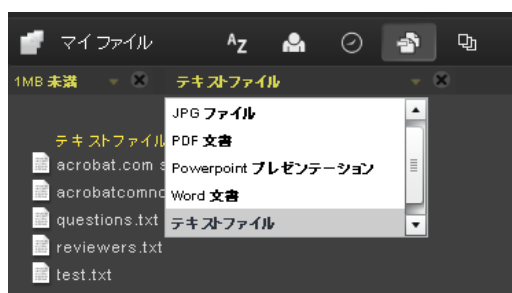 マイ ファイル
AZ
1MB 未満
テキストファイル
JPG ファイル
テキストファイル
PDF 文書
acrobat.com s
Powerpoint プレゼンテーション
acrobatcomno
Word 文書
questions.txt
テキストファイル
reviewers.txt
test.txt